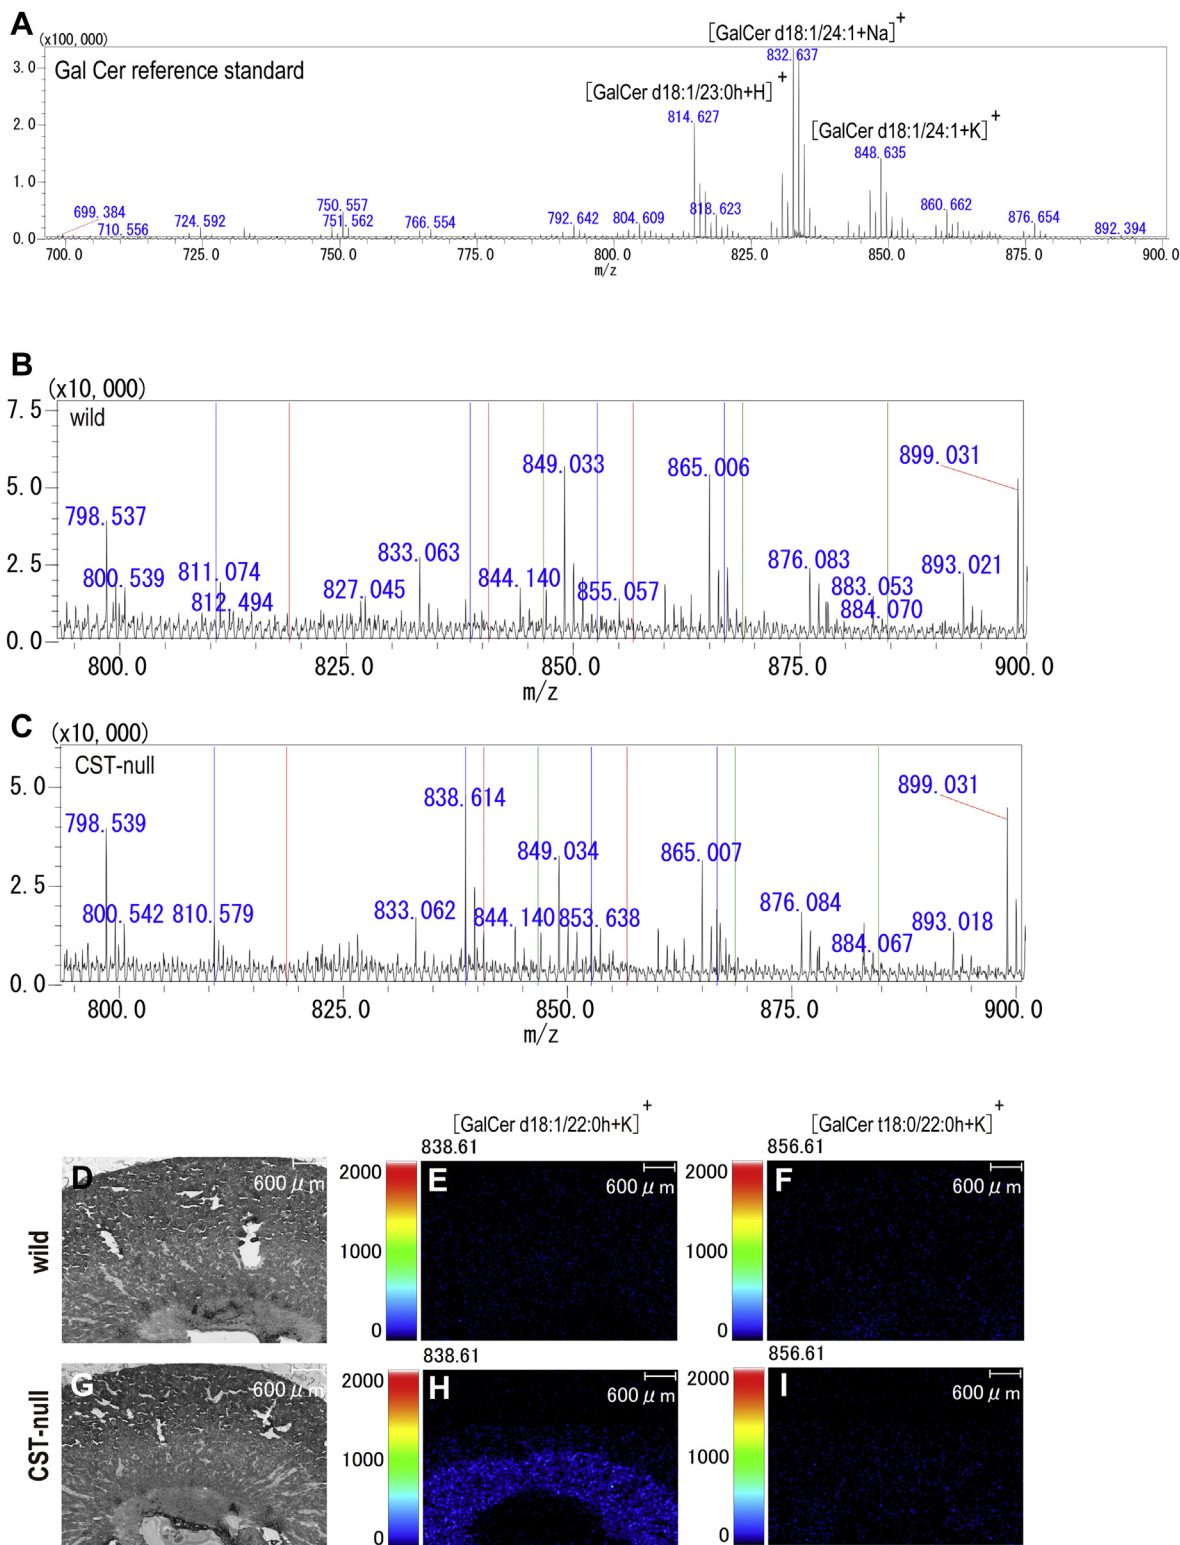 A
(x100,000)
[GalCer d18:1/24:1+Na]+
Gal Cer reference standard
832.637
[GalCer d18:1/23:0h+H]+
814.627
[GalCer d18:1/24:1+K]+
848.635
3.0
2.0
1.0
0.0
699.384
710.556
724.592
750.557
751.562
766.554
792.642
804.609
818.623
860.662
876.654
892.394
700.0 725.0 750.0 775.0 800.0 825.0 850.0 875.0 900.0
m/z
B
(x10,000)
wild
7.5
5.0
2.5
0.0
798.537
800.539
811.074
812.494
827.045
833.063
844.140
849.033
855.057
865.006
876.083
883.053
884.070
893.021
899.031
800.0 825.0 850.0 875.0 900.0
m/z
C
(x10,000)
CST-null
5.0
2.5
0.0
798.539
800.542
810.579
833.062
838.614
844.140
849.034
853.638
865.007
876.084
884.067
893.018
899.031
800.0 825.0 850.0 875.0 900.0
m/z
[GalCer d18:1/22:0h+K]+
[GalCer t18:0/22:0h+K]+
838.61
856.61
wild
D
600 μm
2000
1000
0
E
600 μm
2000
1000
0
F
600 μm
838.61
856.61
CST-null
G
600 μm
2000
1000
0
H
600 μm
2000
1000
0
I
600 μm